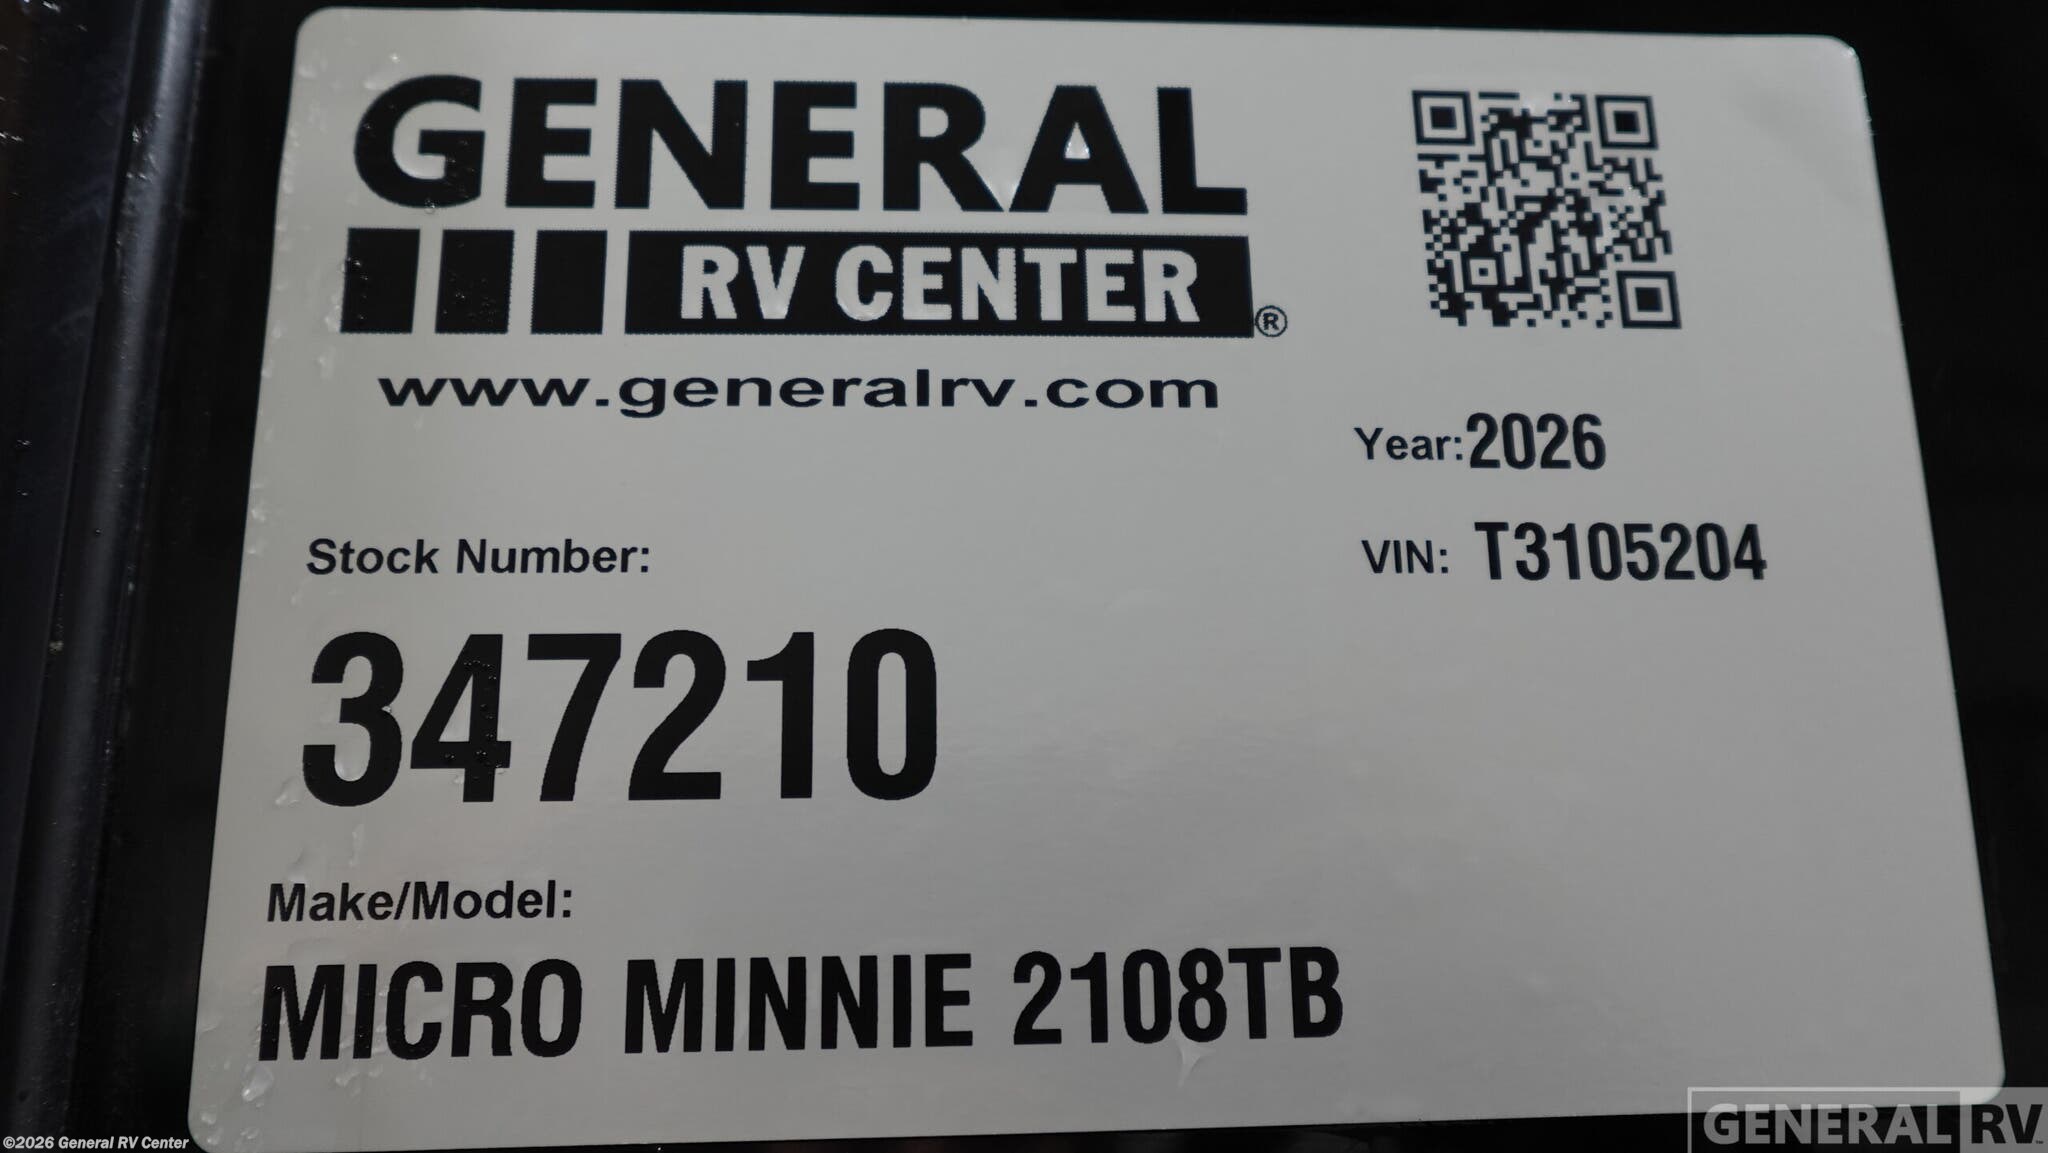 GENERAL
RV CENTER®
www.generalrv.com
Year: 2026
VIN: T3105204
Stock Number:
347210
Make/Model:
MICRO MINNIE 2108TB
©2026 General RV Center
GENERAL RV™